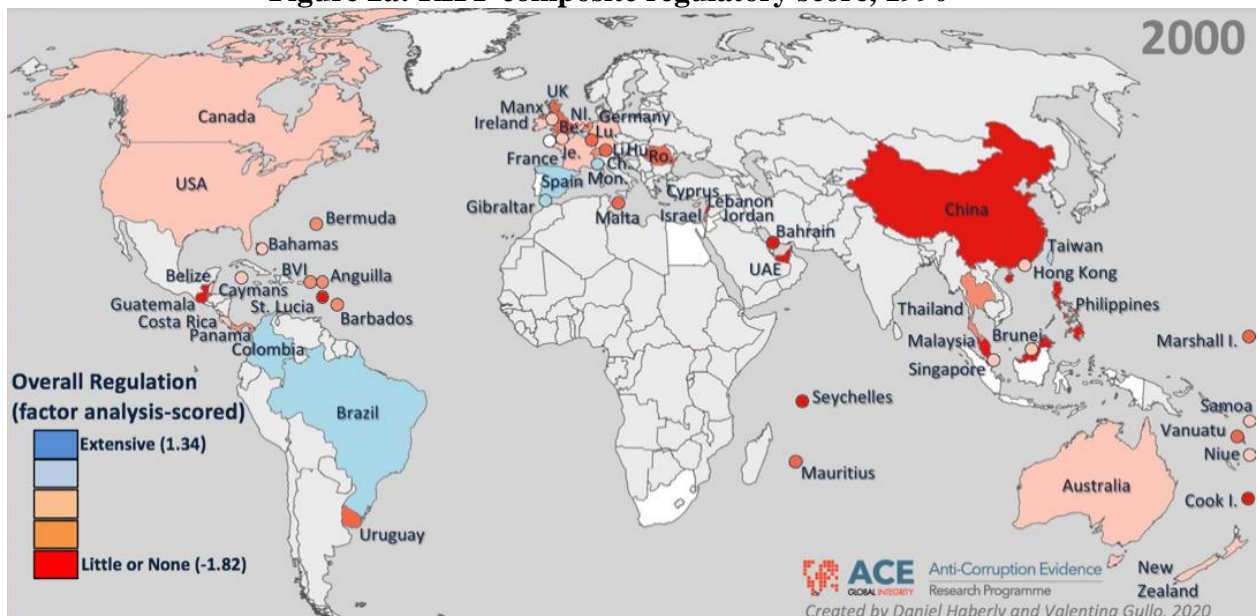 2000
Canada
USA
Bermuda
Bahamas
Belize
BVI
Anguilla
Caymans
Guatemala
St. Lucia
Costa Rica
Barbados
Panama
Colombia
Brazil
Uruguay
UK
Manx
Nl.
Germany
Ireland
Be.
Lu.
Je.
Li.
Hu.
Ro.
France
Ch.
Spain
Mon.
Gibraltar
Malta
Cyprus
Lebanon
Israel
Jordan
Bahrain
UAE
China
Taiwan
Hong Kong
Thailand
Philippines
Malaysia
Brunei
Singapore
Marshall I.
Seychelles
Mauritius
Samoa
Vanuatu
Niue
Australia
Cook I.
New
Zealand
Overall Regulation
(factor analysis-scored)
Extensive (1.34)
Little or None (-1.82)
ACE
GLOBAL INTEGRITY
Anti-Corruption Evidence
Research Programme
Created by Daniel Haberly and Valentina Gullo, 2020